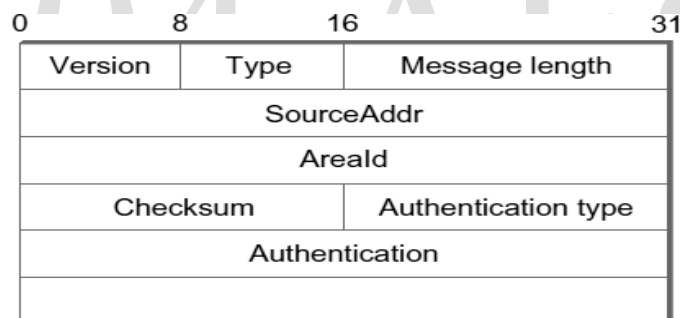 0 8 16 31
Version Type Message length
SourceAddr
AreaId
Checksum Authentication type
Authentication